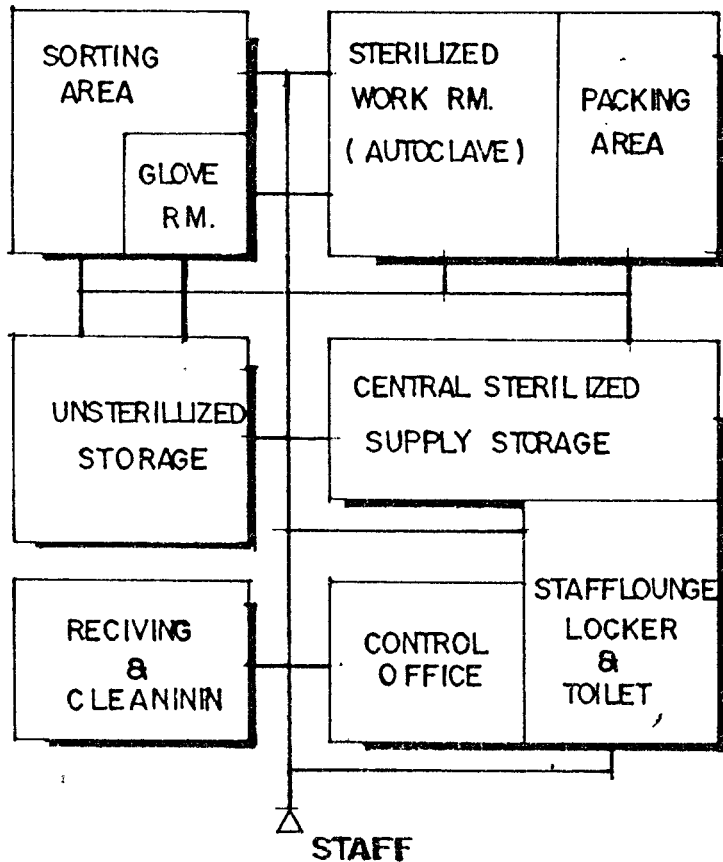 SORTING
AREA
GLOVE
RM.
STERILIZED
WORK RM.
( AUTOCLAVE )
PACKING
AREA
UNSTERILLIZED
STORAGE
CENTRAL STERILIZED
SUPPLY STORAGE
RECIVING
&
CLEANININ
CONTROL
OFFICE
STAFFLOUNGE
LOCKER
&
TOILET
STAFF